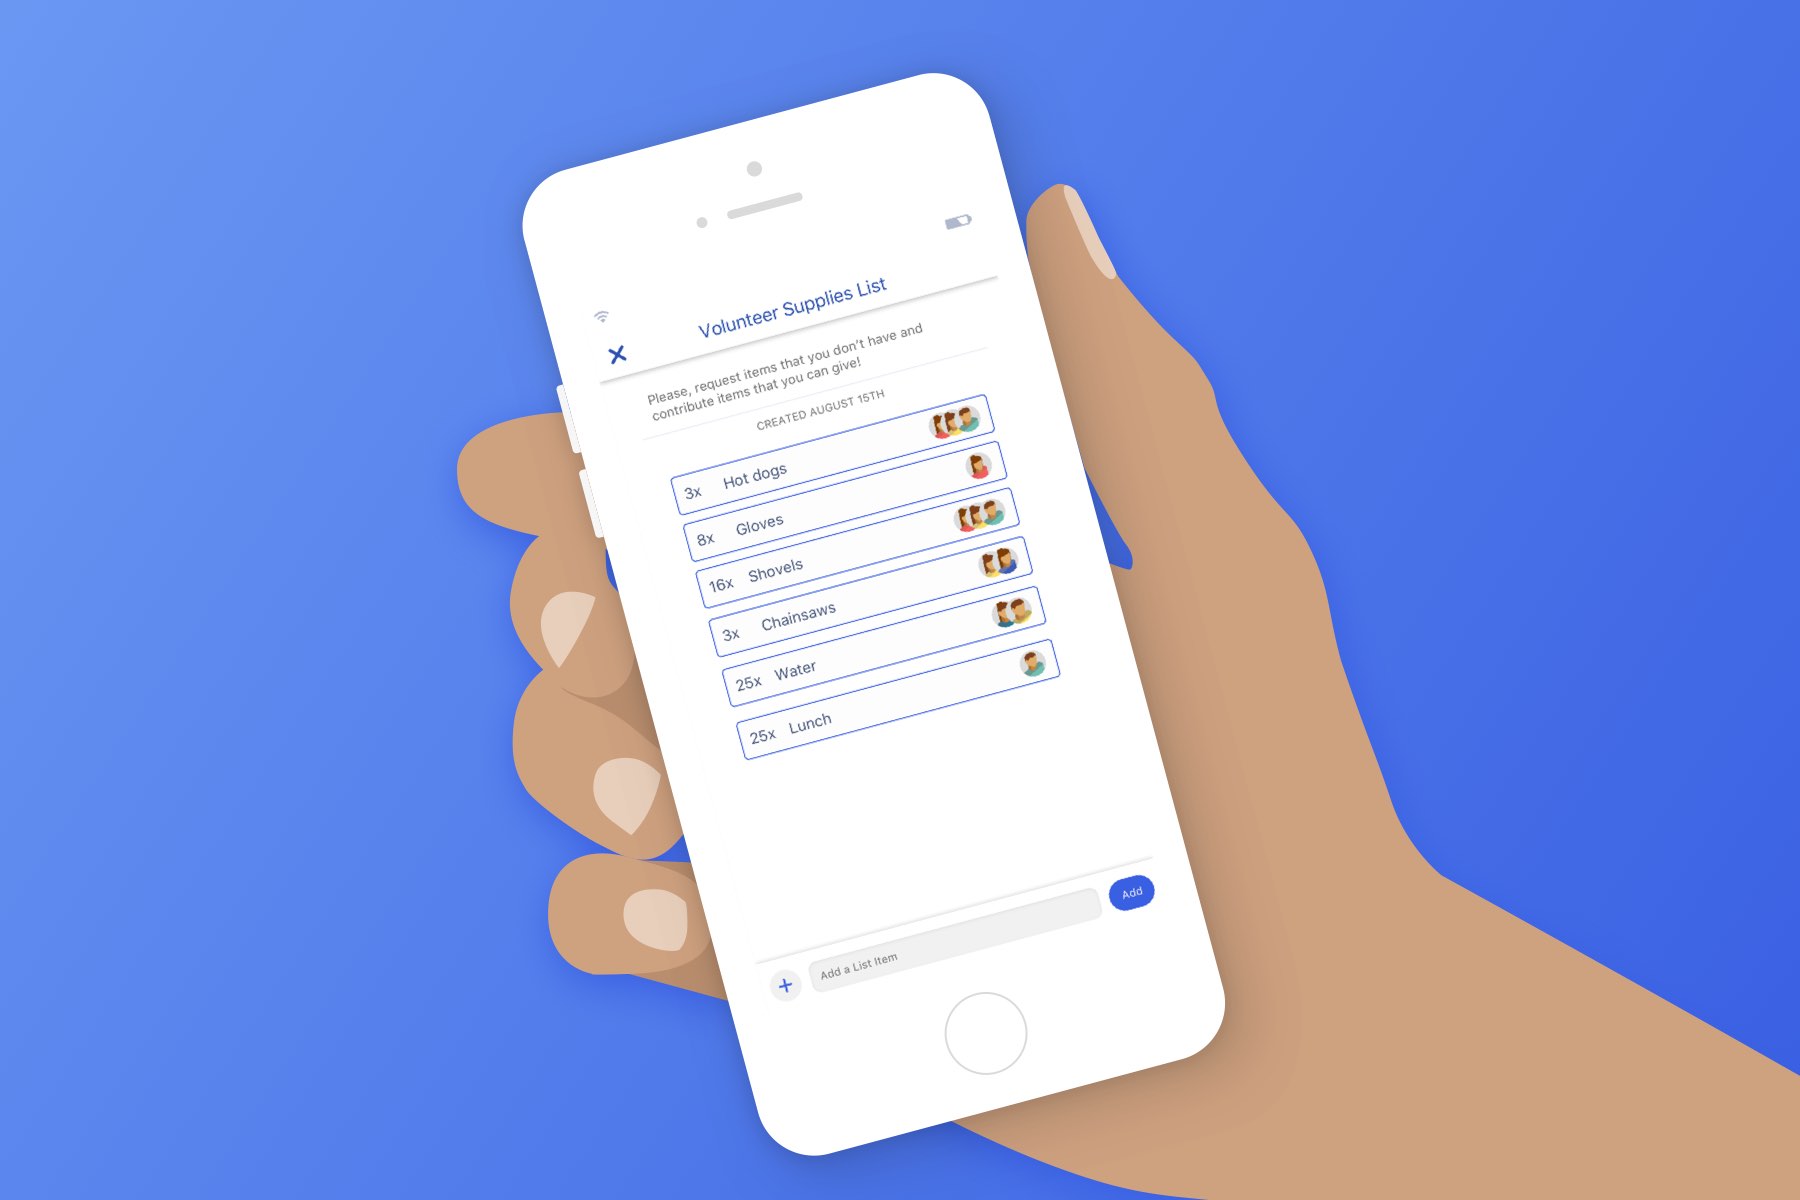 Volunteer Supplies List
Please, request items that you don't have and
contribute items that you can give!
CREATED AUGUST 15TH
3x Hot dogs
8x Gloves
16x Shovels
3x Chainsaws
25x Water
25x Lunch
Add a List Item
Add